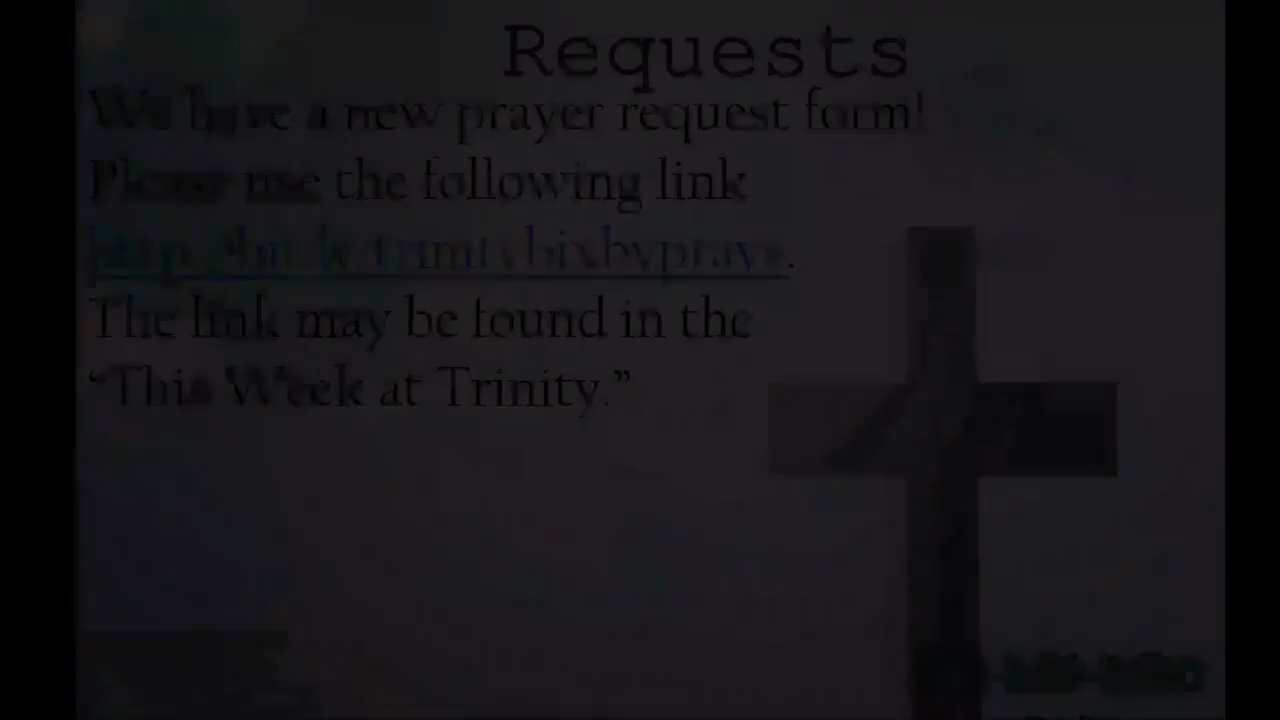 Requests
We have a new prayer request form!
Please use the following link
The link may be found in the
“This Week at Trinity.”